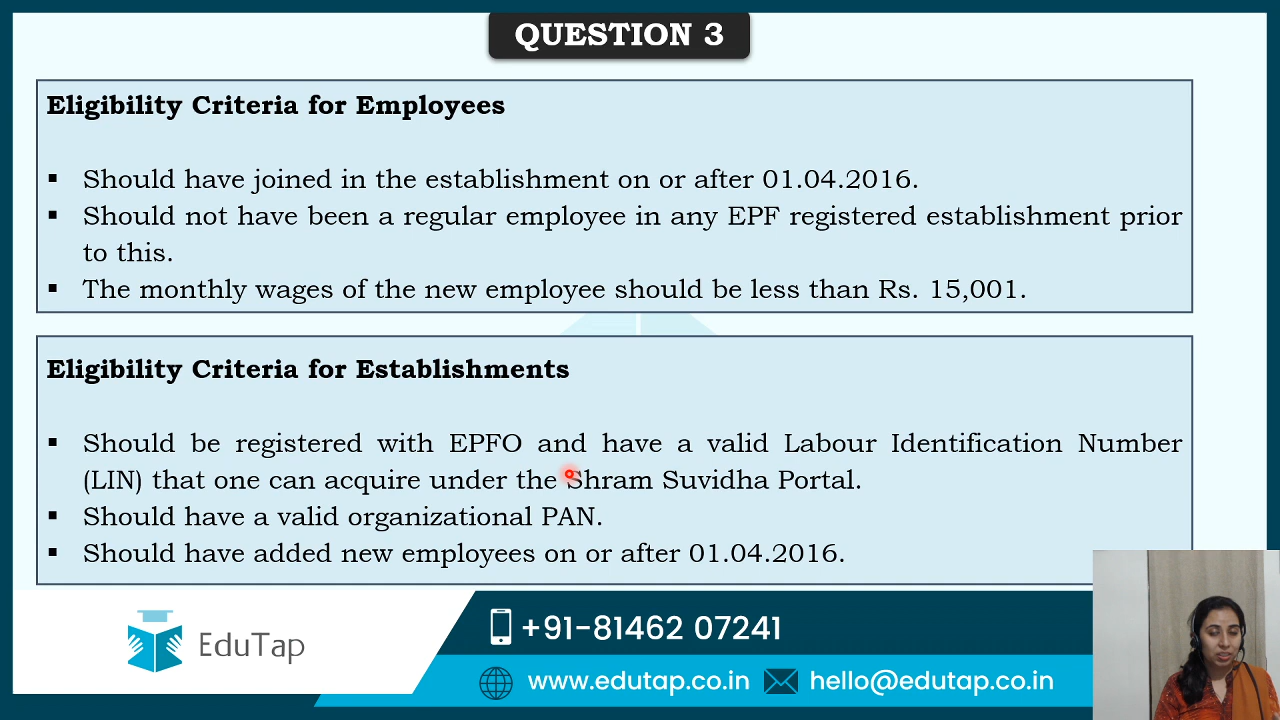 QUESTION 3
Eligibility Criteria for Employees
▪ Should have joined in the establishment on or after 01.04.2016.
▪ Should not have been a regular employee in any EPF registered establishment prior
to this.
▪ The monthly wages of the new employee should be less than Rs. 15,001.
Eligibility Criteria for Establishments
▪ Should be registered with EPFO and have a valid Labour Identification Number
(LIN) that one can acquire under the Shram Suvidha Portal.
▪ Should have a valid organizational PAN.
▪ Should have added new employees on or after 01.04.2016.
EduTap
+91-81462 07241
www.edutap.co.in
hello@edutap.co.in